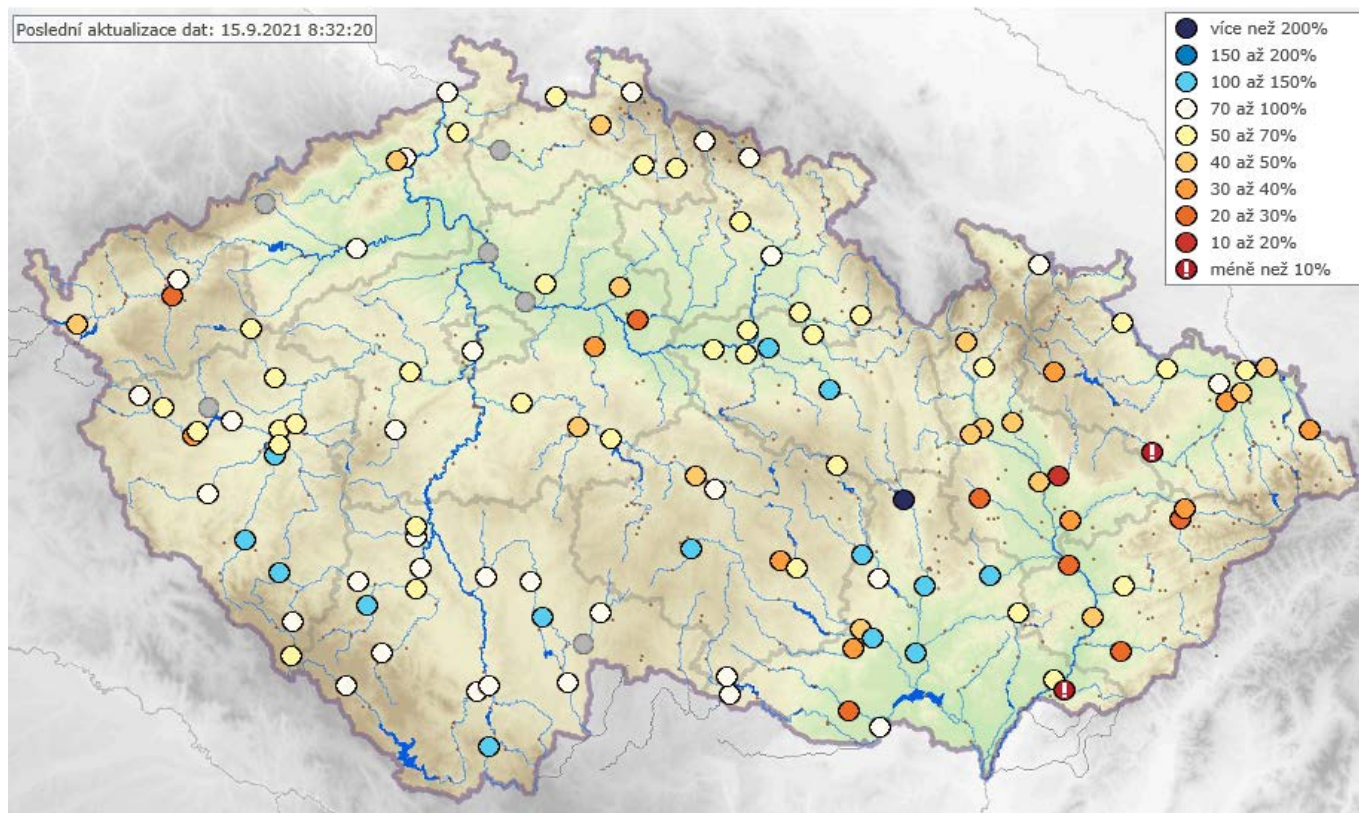 Poslední aktualizace dat: 15.9.2021 8:32:20
více než 200%
150 až 200%
100 až 150%
70 až 100%
50 až 70%
40 až 50%
30 až 40%
20 až 30%
10 až 20%
méně než 10%